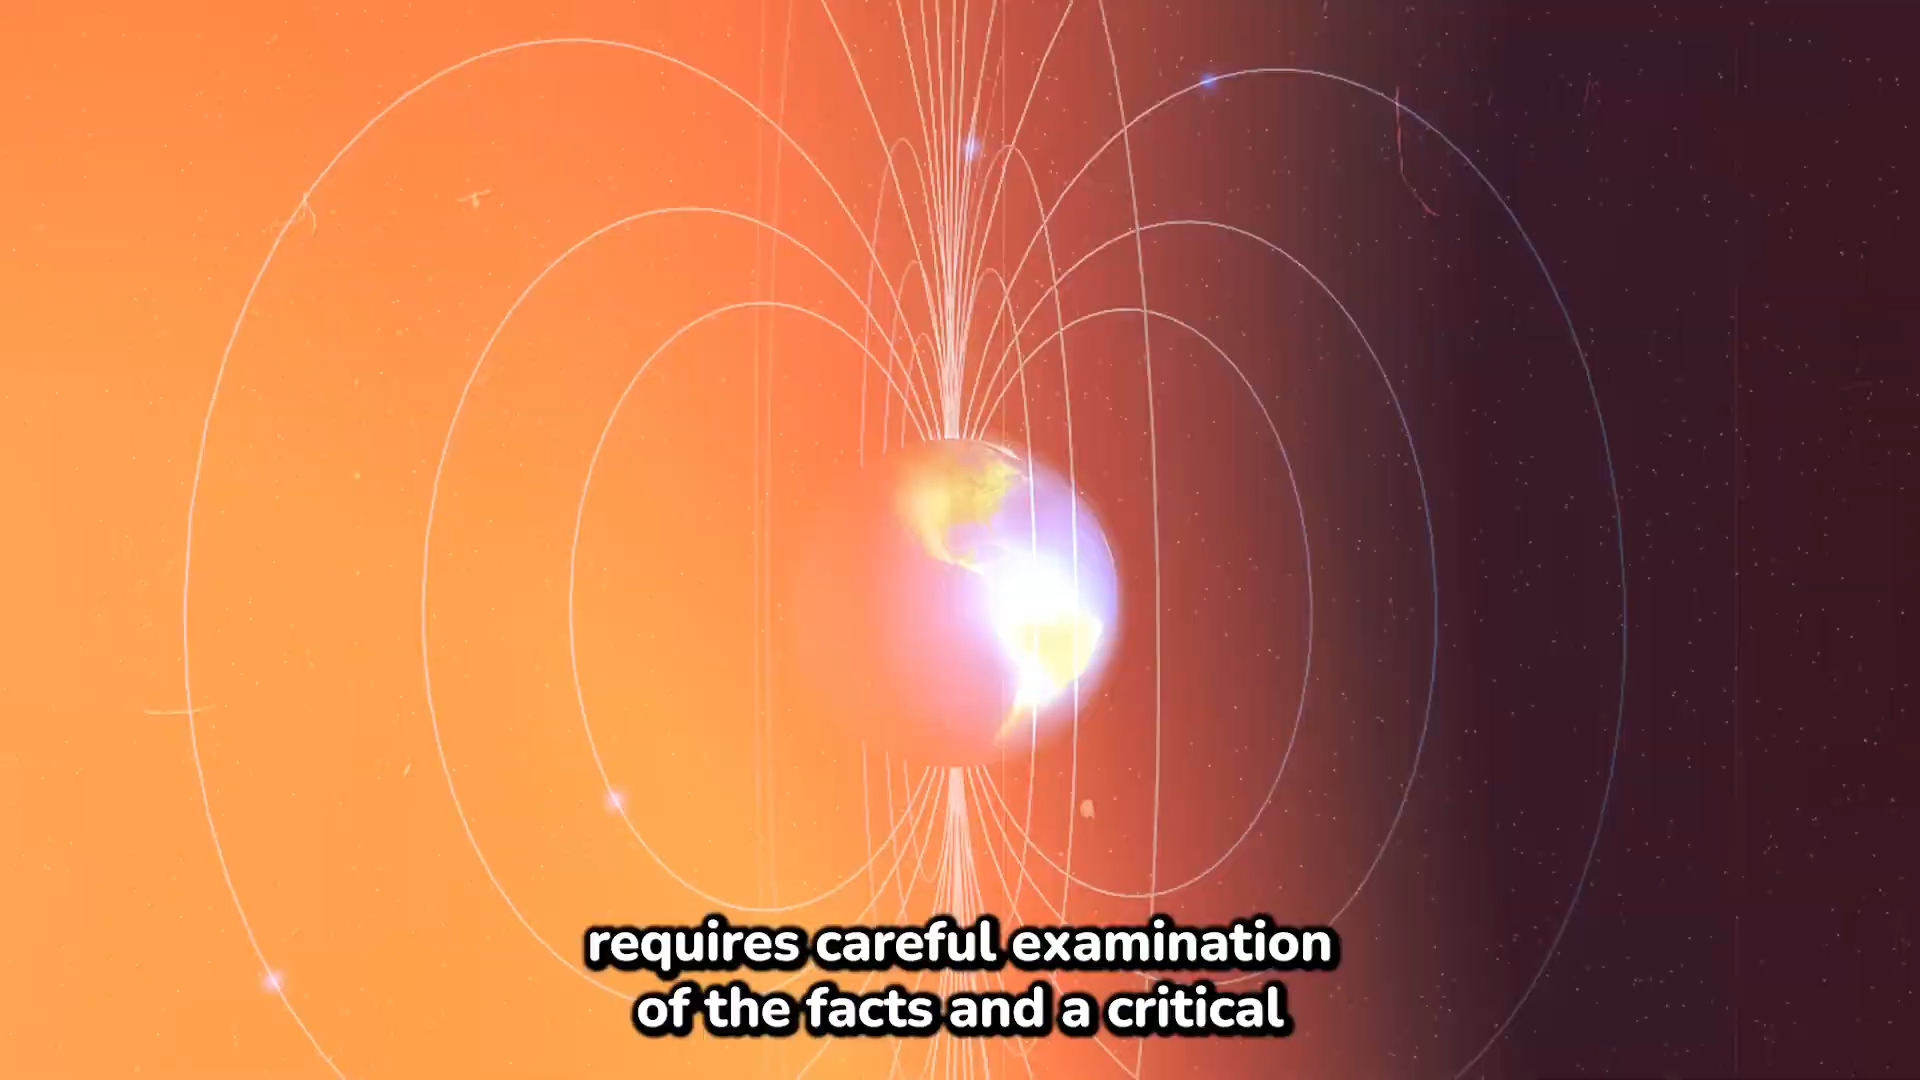 requires careful examination
of the facts and a critical